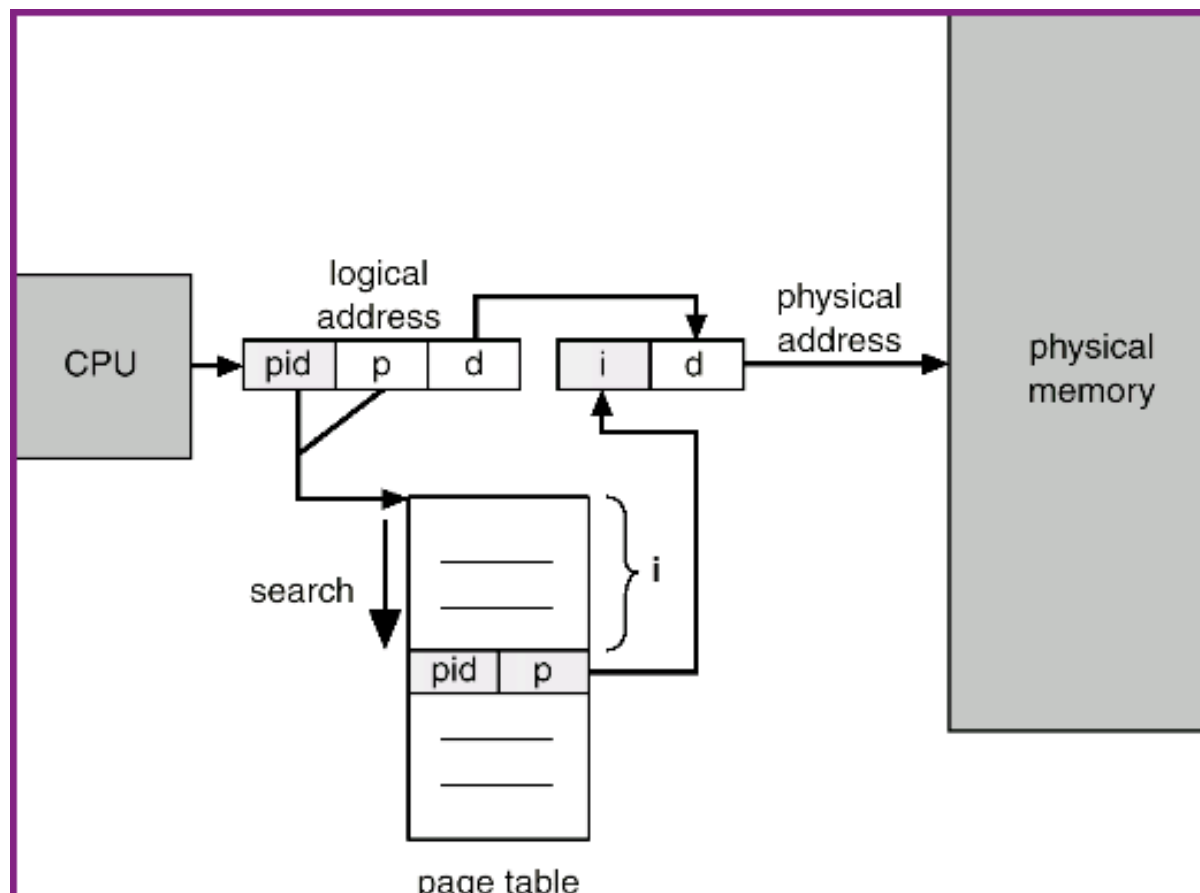 logical
address
physical
address
CPU
pid p d
i d
physical
memory
search
i
pid p
page table